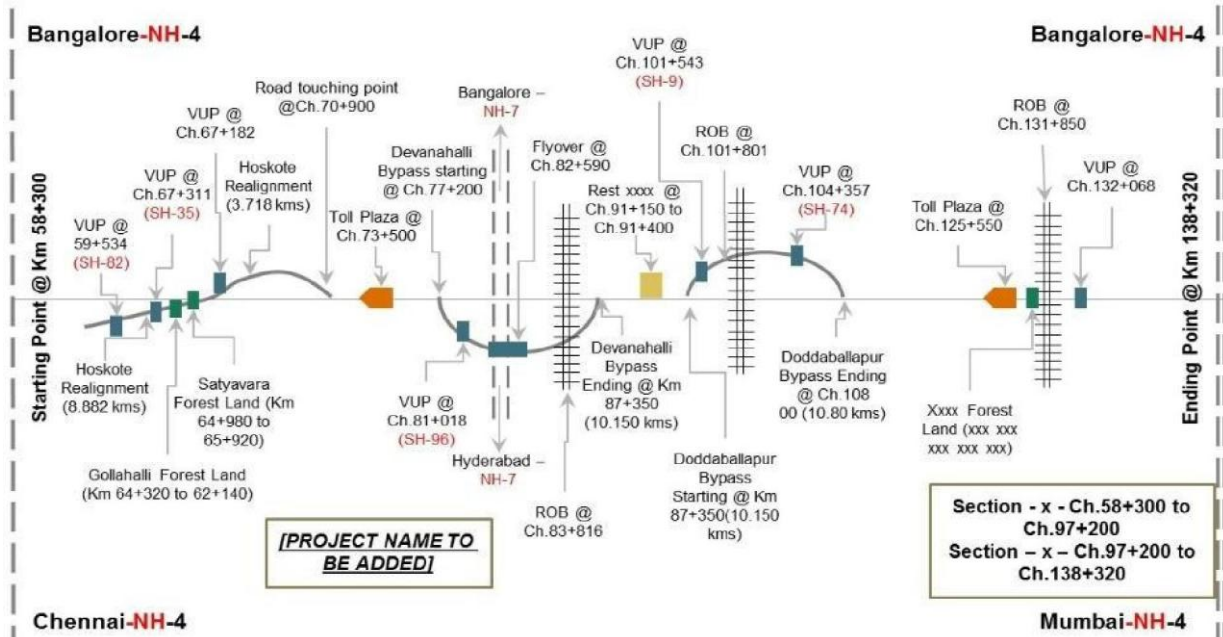 Bangalore-NH-4
Bangalore-NH-4
Starting Point @ Km 58+300
VUP @
59+534
(SH-82)
VUP @
Ch.67+311
(SH-35)
VUP @
Ch.67+182
Hoskote
Realignment
(3.718 kms)
Road touching point
@Ch.70+900
Toll Plaza @
Ch.73+500
Devanahalli
Bypass starting
@ Ch.77+200
Bangalore –
NH-7
Flyover @
Ch.82+590
Rest xxxx @
Ch.91+150 to
Ch.91+400
VUP @
Ch.101+543
(SH-9)
ROB @
Ch.101+801
VUP @
Ch.104+357
(SH-74)
Toll Plaza @
Ch.125+550
ROB @
Ch.131+850
VUP @
Ch.132+068
Ending Point @ Km 138+320
Hoskote
Realignment
(8.882 kms)
Gollahalli Forest Land
(Km 64+320 to 62+140)
Satyavara
Forest Land (Km
64+980 to
65+920)
VUP @
Ch.81+018
(SH-96)
Hyderabad –
NH-7
ROB @
Ch.83+816
Devanahalli
Bypass
Ending @ Km
87+350
(10.150 kms)
Doddaballapur
Bypass
Starting @ Km
87+350(10.150
kms)
Doddaballapur
Bypass Ending
@ Ch.108
00 (10.80 kms)
Xxxx Forest
Land (xxx xxx
xxx xxx xxx)
[PROJECT NAME TO
BE ADDED]
Section - x - Ch.58+300 to
Ch.97+200
Section – x – Ch.97+200 to
Ch.138+320
Chennai-NH-4
Mumbai-NH-4